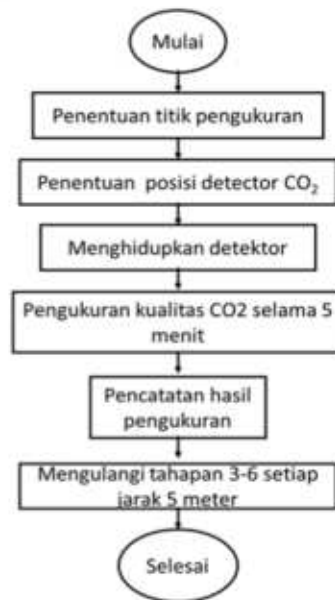 Mulai
Penentuan titik pengukuran
Penentuan posisi detector CO₂
Menghidupkan detektor
Pengukuran kualitas CO2 selama 5
menit
Pencatatan hasil
pengukuran
Mengulangi tahapan 3-6 setiap
jarak 5 meter
Selesai